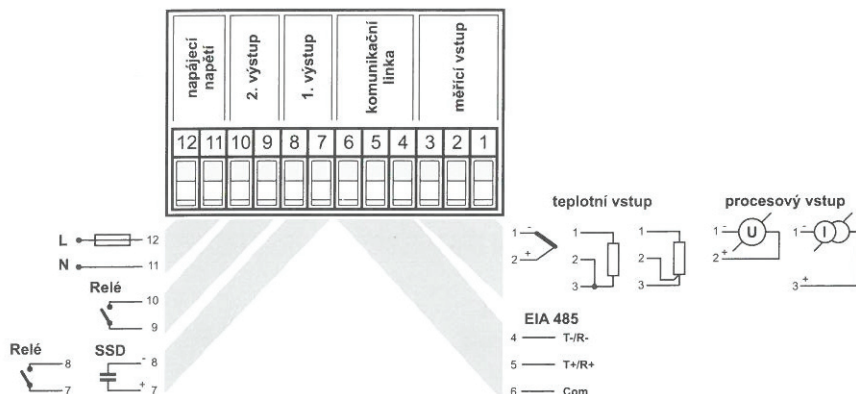 napájecí
napětí
2. výstup
1. výstup
komunikační
linka
měřící vstup
12 11 10 9 8 7 6 5 4 3 2 1
L 12
N 11
Relé
10
9
Relé
8
7
SSD
- 8
+ 7
teplotní vstup
1 -
2 +
1
2
3
1
2
3
procesový vstup
1 - U
2 +
1 - I
3 +
EIA 485
4 T-/R-
5 T+/R+
6 Com